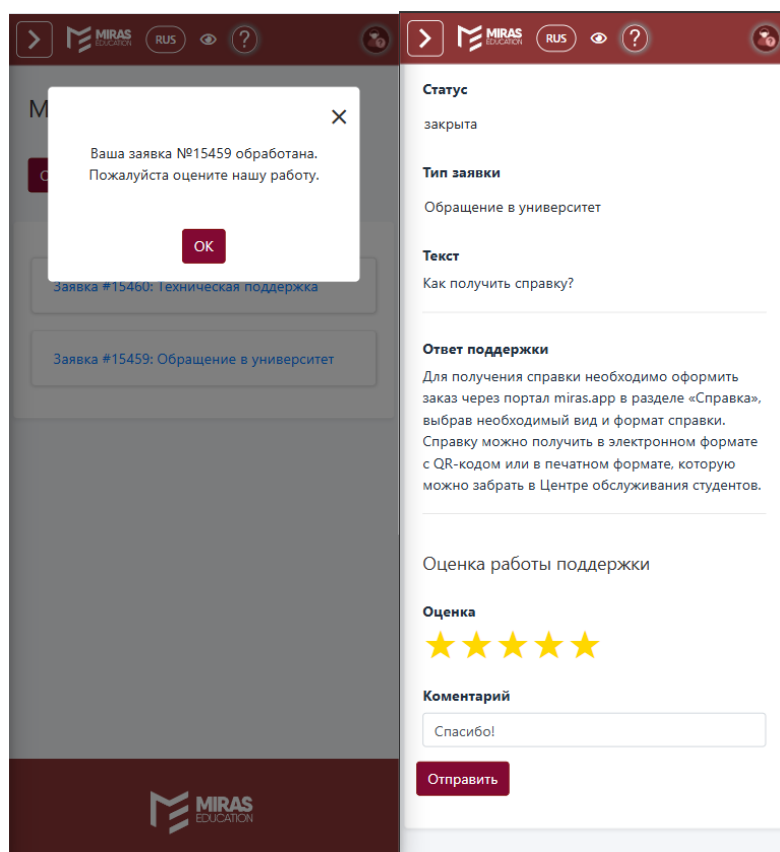 MIRAS
EDUCATION
RUS
?
М
Ваша заявка №15459 обработана.
Пожалуйста оцените нашу работу.
OK
Заявка #15460: Техническая поддержка
Заявка #15459: Обращение в университет
MIRAS
EDUCATION
MIRAS
EDUCATION
RUS
?
Статус
закрыта
Тип заявки
Обращение в университет
Текст
Как получить справку?
Ответ поддержки
Для получения справки необходимо оформить
заказ через портал miras.app в разделе «Справка»,
выбрав необходимый вид и формат справки.
Справку можно получить в электронном формате
с QR-кодом или в печатном формате, которую
можно забрать в Центре обслуживания студентов.
Оценка работы поддержки
Оценка
Коментарий
Спасибо!
Отправить